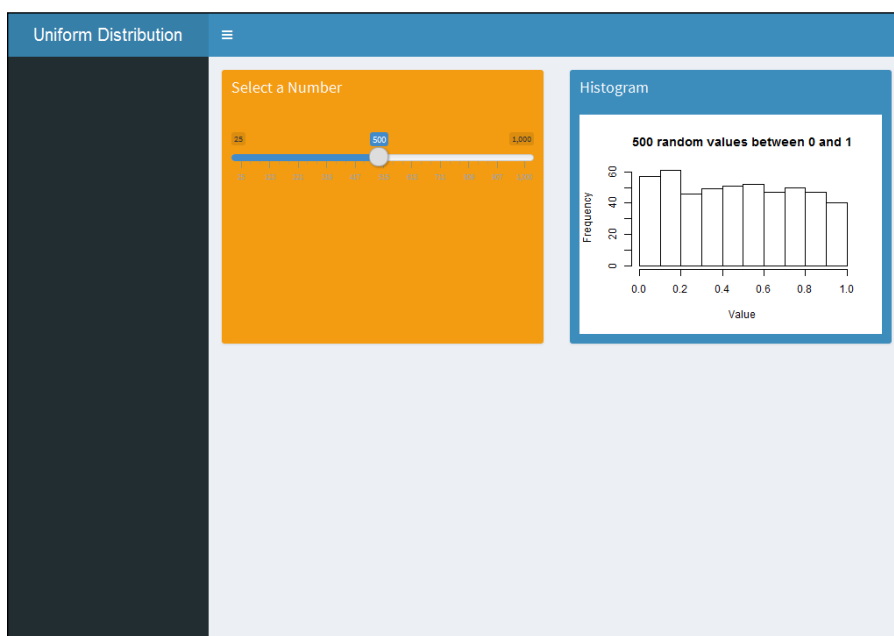 Uniform Distribution
Select a Number
25 500 1,000
Histogram
500 random values between 0 and 1
Frequency
60
40
20
0
0.0 0.2 0.4 0.6 0.8 1.0
Value